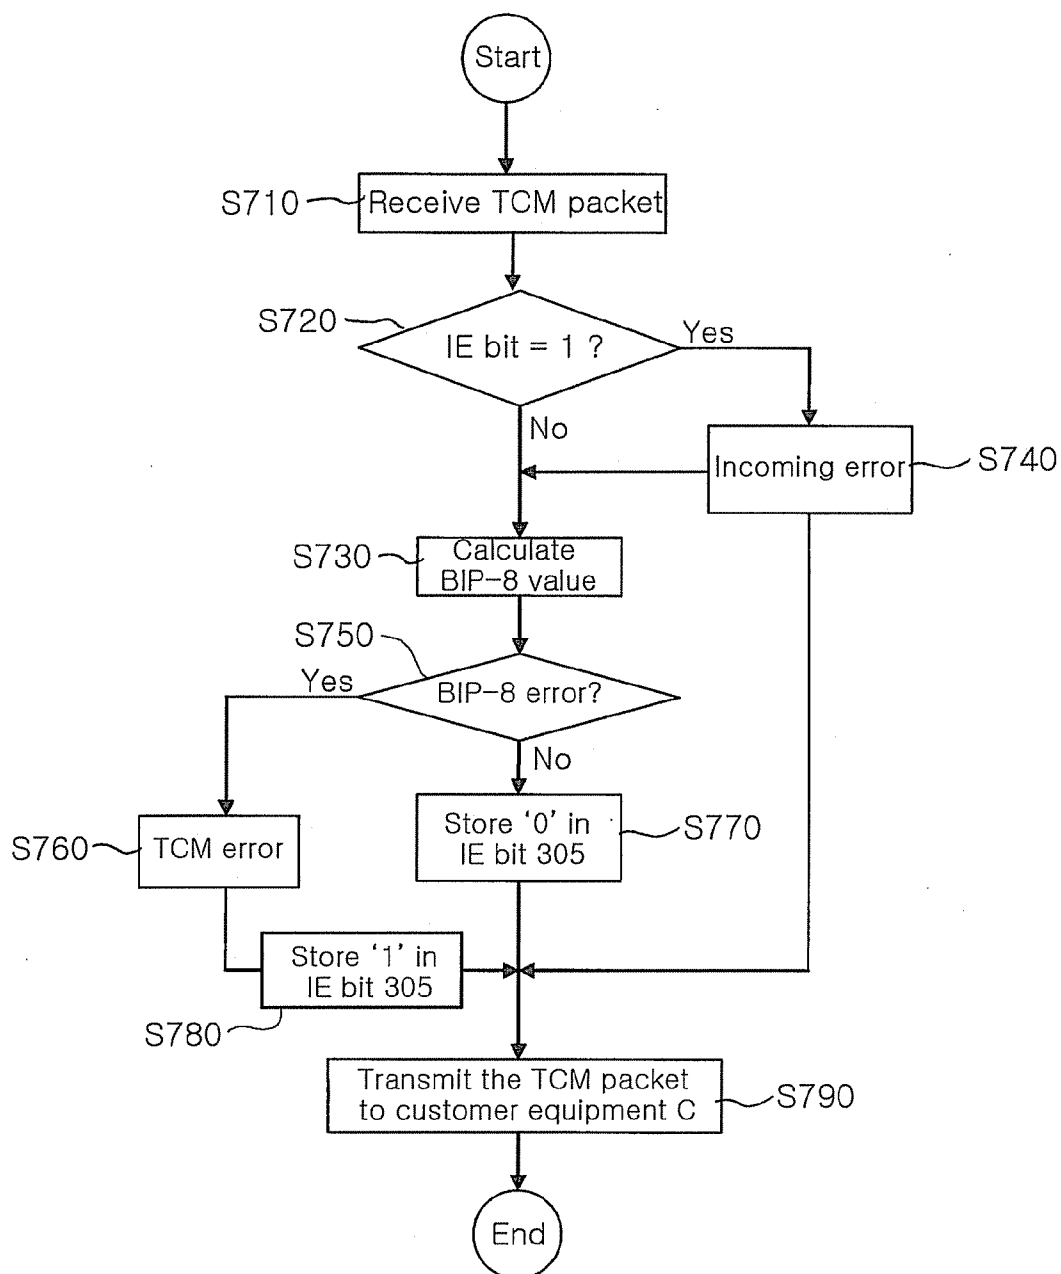 Start
S710
Receive TCM packet
S720
IE bit = 1 ?
Yes
No
Incoming error
S740
S730
Calculate
BIP-8 value
S750
Yes
BIP-8 error?
No
S760
TCM error
Store ‘0’ in
IE bit 305
S770
Store ‘1’ in
IE bit 305
S780
Transmit the TCM packet
to customer equipment C
S790
End